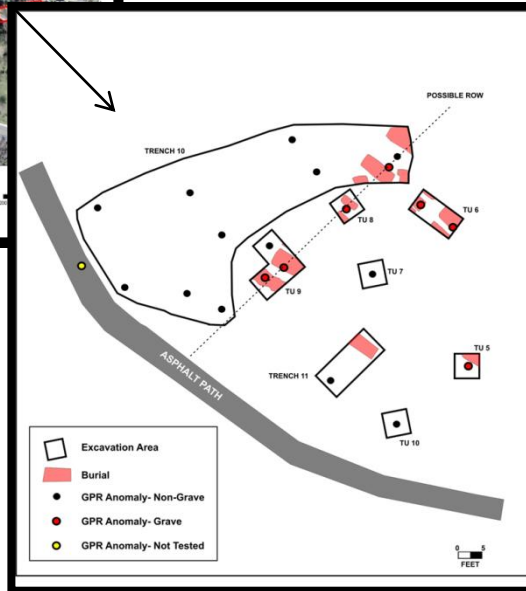 POSSIBLE ROW
TRENCH 10
TU 8
TU 6
TU 7
TU 9
TU 5
TRENCH 11
TU 10
ASPHALT PATH
Excavation Area
Burial
GPR Anomaly- Non-Grave
GPR Anomaly- Grave
GPR Anomaly- Not Tested
0 5
FEET